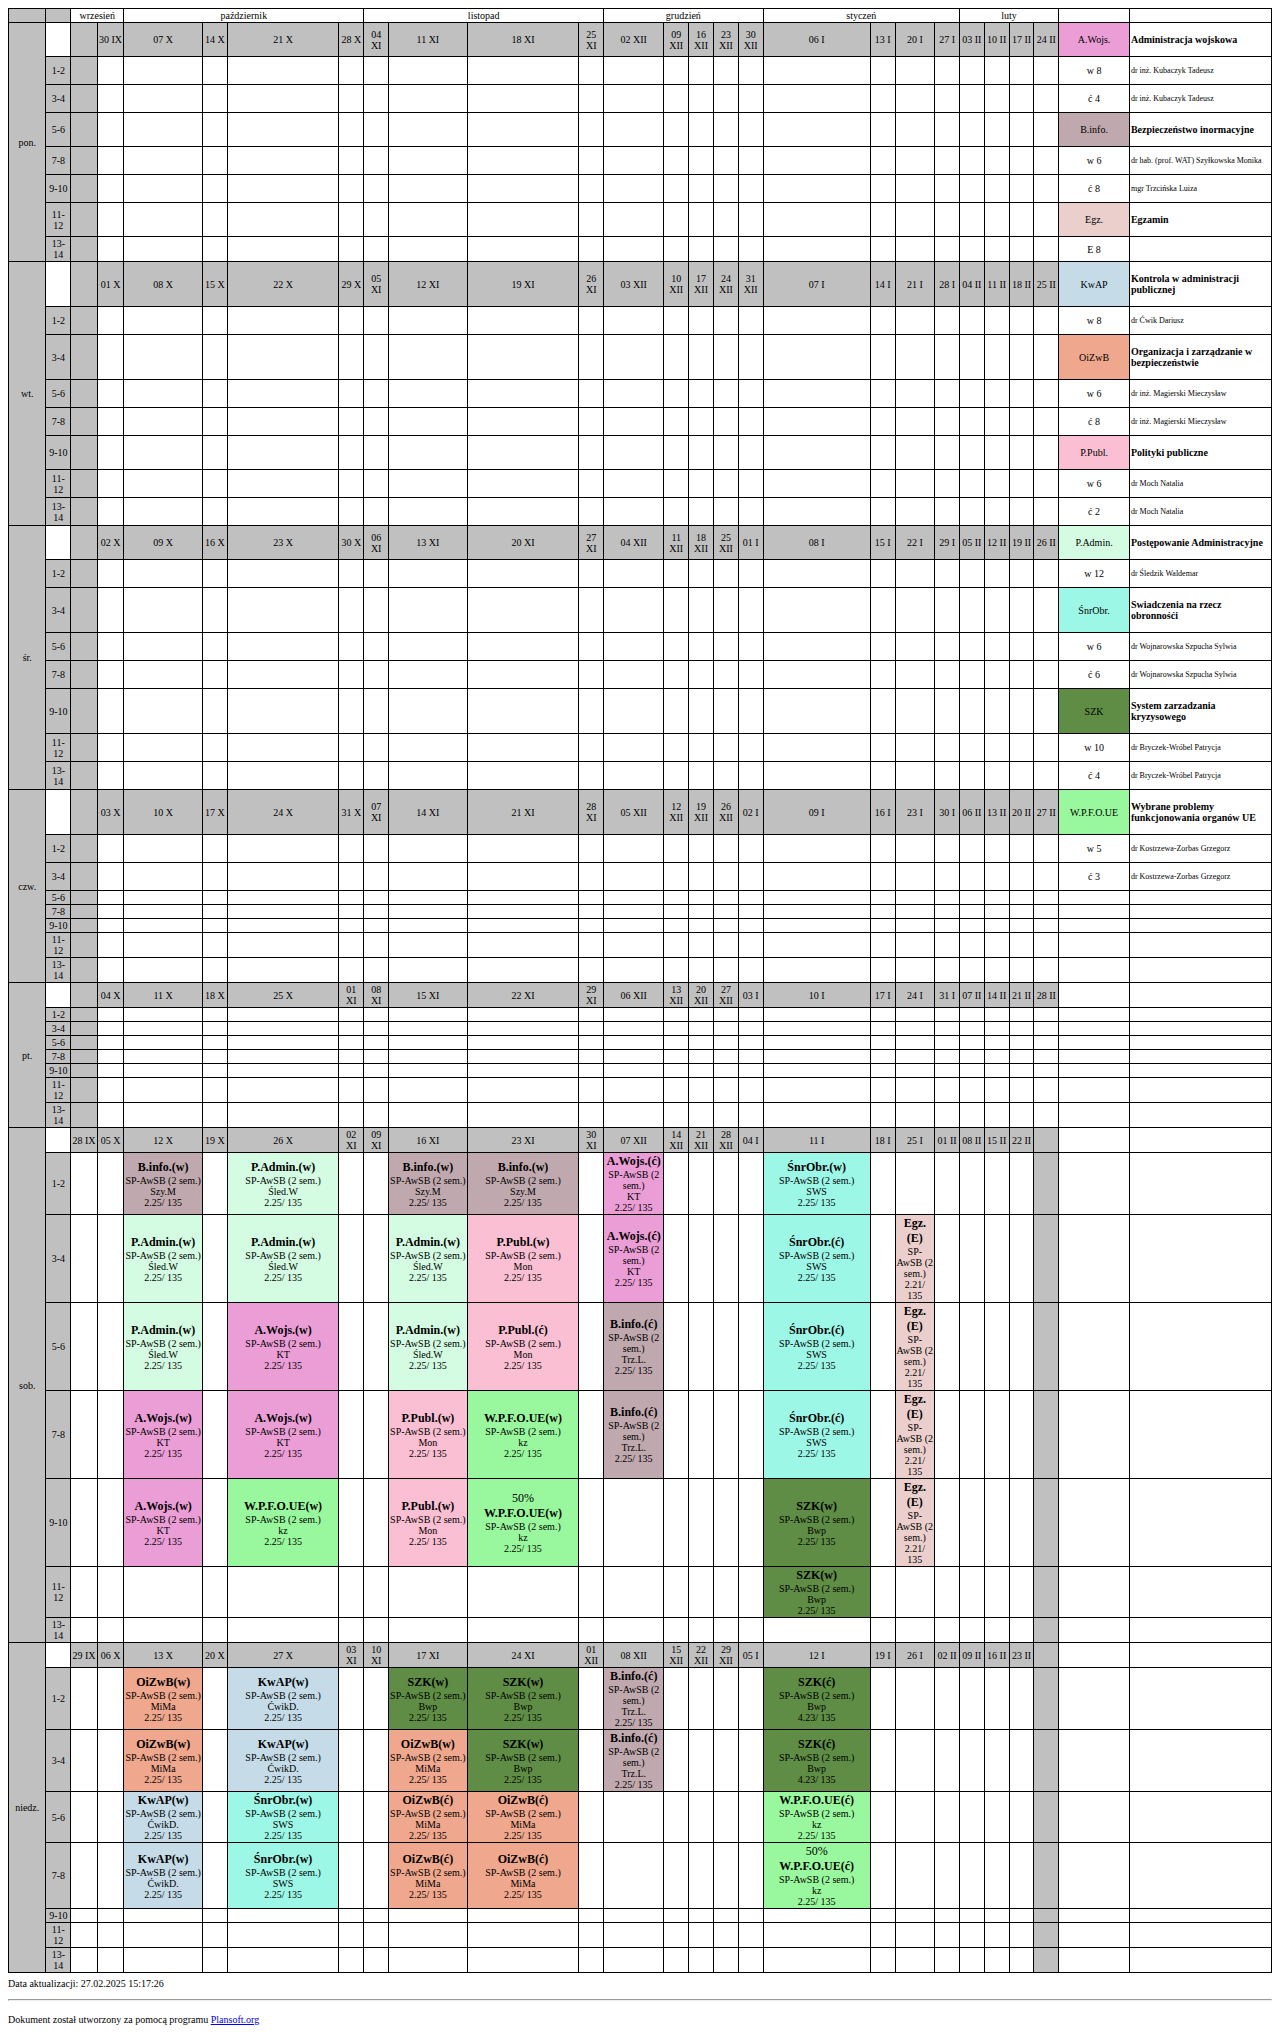 wrzesień październik listopad grudzień styczeń luty
pon. 30 IX 07 X 14 X 21 X 28 X 04 XI 11 XI 18 XI 25 XI 02 XII 09 XII 16 XII 23 XII 30 XII 06 I 13 I 20 I 27 I 03 II 10 II 17 II 24 II A.Wojs. Administracja wojskowa
1-2 w 8 dr inż. Kubaczyk Tadeusz
3-4 ć 4 dr inż. Kubaczyk Tadeusz
5-6 B.info. Bezpieczeństwo inormacyjne
7-8 w 6 dr hab. (prof. WAT) Szyłkowska Monika
9-10 ć 8 mgr Trzcińska Luiza
11-12 Egz. Egzamin
13-14 E 8
wt. 01 X 08 X 15 X 22 X 29 X 05 XI 12 XI 19 XI 26 XI 03 XII 10 XII 17 XII 24 XII 31 XII 07 I 14 I 21 I 28 I 04 II 11 II 18 II 25 II KwAP Kontrola w administracji publicznej
1-2 w 8 dr Ćwik Dariusz
3-4 OiZwB Organizacja i zarządzanie w bezpieczeństwie
5-6 w 6 dr inż. Magierski Mieczysław
7-8 ć 8 dr inż. Magierski Mieczysław
9-10 P.Publ. Polityki publiczne
11-12 w 6 dr Moch Natalia
13-14 ć 2 dr Moch Natalia
śr. 02 X 09 X 16 X 23 X 30 X 06 XI 13 XI 20 XI 27 XI 04 XII 11 XII 18 XII 25 XII 01 I 08 I 15 I 22 I 29 I 05 II 12 II 19 II 26 II P.Admin. Postępowanie Administracyjne
1-2 w 12 dr Śledzik Waldemar
3-4 ŚnrObr. Swiadczenia na rzecz obronnośći
5-6 w 6 dr Wojnarowska Szpucha Sylwia
7-8 ć 6 dr Wojnarowska Szpucha Sylwia
9-10 SZK System zarzadzania kryzysowego
11-12 w 10 dr Bryczek-Wróbel Patrycja
13-14 ć 4 dr Bryczek-Wróbel Patrycja
czw. 03 X 10 X 17 X 24 X 31 X 07 XI 14 XI 21 XI 28 XI 05 XII 12 XII 19 XII 26 XII 02 I 09 I 16 I 23 I 30 I 06 II 13 II 20 II 27 II W.P.F.O.UE Wybrane problemy funkcjonowania organów UE
1-2 w 5 dr Kostrzewa-Zorbas Grzegorz
3-4 ć 3 dr Kostrzewa-Zorbas Grzegorz
5-6
7-8
9-10
11-12
13-14
pt. 04 X 11 X 18 X 25 X 01 XI 08 XI 15 XI 22 XI 29 XI 06 XII 13 XII 20 XII 27 XII 03 I 10 I 17 I 24 I 31 I 07 II 14 II 21 II 28 II
1-2
3-4
5-6
7-8
9-10
11-12
13-14
sob. 28 IX 05 X 12 X 19 X 26 X 02 XI 09 XI 16 XI 23 XI 30 XI 07 XII 14 XII 21 XII 28 XII 04 I 11 I 18 I 25 I 01 II 08 II 15 II 22 II
1-2 B.info.(w) SP-AwSB (2 sem.) Szy.M 2.25/ 135 P.Admin.(w) SP-AwSB (2 sem.) Śled.W 2.25/ 135 B.info.(w) SP-AwSB (2 sem.) Szy.M 2.25/ 135 B.info.(w) SP-AwSB (2 sem.) Szy.M 2.25/ 135 A.Wojs.(ć) SP-AwSB (2 sem.) KT 2.25/ 135 ŚnrObr.(w) SP-AwSB (2 sem.) SWS 2.25/ 135
3-4 P.Admin.(w) SP-AwSB (2 sem.) Śled.W 2.25/ 135 P.Admin.(w) SP-AwSB (2 sem.) Śled.W 2.25/ 135 P.Admin.(w) SP-AwSB (2 sem.) Śled.W 2.25/ 135 P.Publ.(w) SP-AwSB (2 sem.) Mon 2.25/ 135 A.Wojs.(ć) SP-AwSB (2 sem.) KT 2.25/ 135 ŚnrObr.(ć) SP-AwSB (2 sem.) SWS 2.25/ 135 Egz.(E) SP-AwSB (2 sem.) 2.21/ 135
5-6 P.Admin.(w) SP-AwSB (2 sem.) Śled.W 2.25/ 135 A.Wojs.(w) SP-AwSB (2 sem.) KT 2.25/ 135 P.Admin.(w) SP-AwSB (2 sem.) Śled.W 2.25/ 135 P.Publ.(ć) SP-AwSB (2 sem.) Mon 2.25/ 135 B.info.(ć) SP-AwSB (2 sem.) Trz.L. 2.25/ 135 ŚnrObr.(ć) SP-AwSB (2 sem.) SWS 2.25/ 135 Egz.(E) SP-AwSB (2 sem.) 2.21/ 135
7-8 A.Wojs.(w) SP-AwSB (2 sem.) KT 2.25/ 135 A.Wojs.(w) SP-AwSB (2 sem.) KT 2.25/ 135 P.Publ.(w) SP-AwSB (2 sem.) Mon 2.25/ 135 W.P.F.O.UE(w) SP-AwSB (2 sem.) kz 2.25/ 135 B.info.(ć) SP-AwSB (2 sem.) Trz.L. 2.25/ 135 ŚnrObr.(ć) SP-AwSB (2 sem.) SWS 2.25/ 135 Egz.(E) SP-AwSB (2 sem.) 2.21/ 135
9-10 A.Wojs.(w) SP-AwSB (2 sem.) KT 2.25/ 135 W.P.F.O.UE(w) SP-AwSB (2 sem.) kz 2.25/ 135 P.Publ.(w) SP-AwSB (2 sem.) Mon 2.25/ 135 50% W.P.F.O.UE(w) SP-AwSB (2 sem.) kz 2.25/ 135 SZK(w) SP-AwSB (2 sem.) Bwp 2.25/ 135 Egz.(E) SP-AwSB (2 sem.) 2.21/ 135
11-12 SZK(w) SP-AwSB (2 sem.) Bwp 2.25/ 135
13-14
niedz. 29 IX 06 X 13 X 20 X 27 X 03 XI 10 XI 17 XI 24 XI 01 XII 08 XII 15 XII 22 XII 29 XII 05 I 12 I 19 I 26 I 02 II 09 II 16 II 23 II
1-2 OiZwB(w) SP-AwSB (2 sem.) MiMa 2.25/ 135 KwAP(w) SP-AwSB (2 sem.) ĆwikD. 2.25/ 135 SZK(w) SP-AwSB (2 sem.) Bwp 2.25/ 135 SZK(w) SP-AwSB (2 sem.) Bwp 2.25/ 135 B.info.(ć) SP-AwSB (2 sem.) Trz.L. 2.25/ 135 SZK(ć) SP-AwSB (2 sem.) Bwp 4.23/ 135
3-4 OiZwB(w) SP-AwSB (2 sem.) MiMa 2.25/ 135 KwAP(w) SP-AwSB (2 sem.) ĆwikD. 2.25/ 135 OiZwB(w) SP-AwSB (2 sem.) MiMa 2.25/ 135 SZK(w) SP-AwSB (2 sem.) Bwp 2.25/ 135 B.info.(ć) SP-AwSB (2 sem.) Trz.L. 2.25/ 135 SZK(ć) SP-AwSB (2 sem.) Bwp 4.23/ 135
5-6 KwAP(w) SP-AwSB (2 sem.) ĆwikD. 2.25/ 135 ŚnrObr.(w) SP-AwSB (2 sem.) SWS 2.25/ 135 OiZwB(ć) SP-AwSB (2 sem.) MiMa 2.25/ 135 OiZwB(ć) SP-AwSB (2 sem.) MiMa 2.25/ 135 W.P.F.O.UE(ć) SP-AwSB (2 sem.) kz 2.25/ 135
7-8 KwAP(w) SP-AwSB (2 sem.) ĆwikD. 2.25/ 135 ŚnrObr.(w) SP-AwSB (2 sem.) SWS 2.25/ 135 OiZwB(ć) SP-AwSB (2 sem.) MiMa 2.25/ 135 OiZwB(ć) SP-AwSB (2 sem.) MiMa 2.25/ 135 50% W.P.F.O.UE(ć) SP-AwSB (2 sem.) kz 2.25/ 135
9-10
11-12
13-14
Data aktualizacji: 27.02.2025 15:17:26
Dokument został utworzony za pomocą programu Plansoft.org